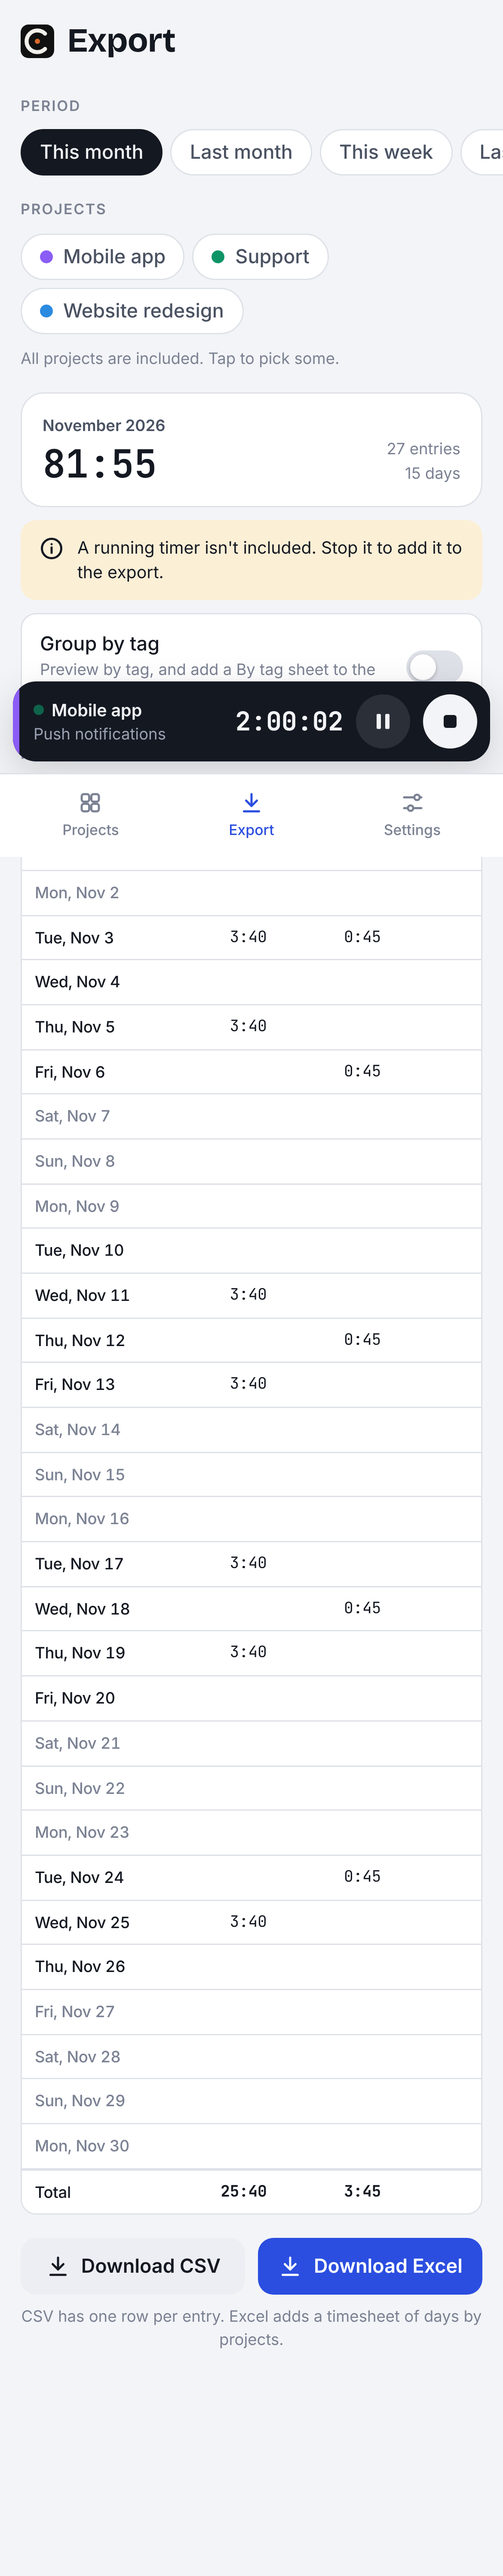 Export
PERIOD
This month Last month This week La
PROJECTS
Mobile app Support
Website redesign
All projects are included. Tap to pick some.
November 2026
81:55
27 entries
15 days
A running timer isn't included. Stop it to add it to
the export.
Group by tag
Preview by tag, and add a By tag sheet to the
Mobile app
Push notifications
2:00:02
Projects Export Settings
Mon, Nov 2
Tue, Nov 3 3:40 0:45
Wed, Nov 4
Thu, Nov 5 3:40
Fri, Nov 6 0:45
Sat, Nov 7
Sun, Nov 8
Mon, Nov 9
Tue, Nov 10
Wed, Nov 11 3:40
Thu, Nov 12 0:45
Fri, Nov 13 3:40
Sat, Nov 14
Sun, Nov 15
Mon, Nov 16
Tue, Nov 17 3:40
Wed, Nov 18 0:45
Thu, Nov 19 3:40
Fri, Nov 20
Sat, Nov 21
Sun, Nov 22
Mon, Nov 23
Tue, Nov 24 0:45
Wed, Nov 25 3:40
Thu, Nov 26
Fri, Nov 27
Sat, Nov 28
Sun, Nov 29
Mon, Nov 30
Total 25:40 3:45
Download CSV Download Excel
CSV has one row per entry. Excel adds a timesheet of days by
projects.